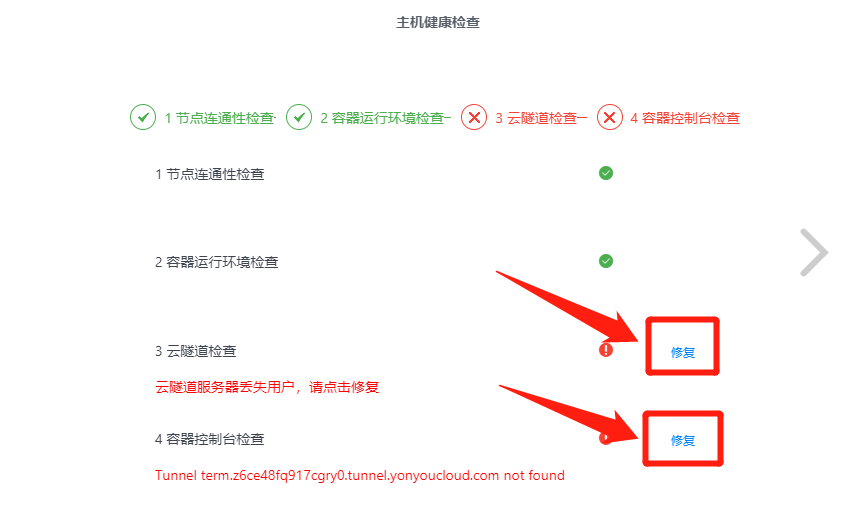 主机健康检查
1 节点连通性检查 2 容器运行环境检查 3 云隧道检查 4 容器控制台检查
1 节点连通性检查
2 容器运行环境检查
3 云隧道检查 修复
云隧道服务器丢失用户，请点击修复
4 容器控制台检查 修复
Tunnel term.z6ce48fq917cgry0.tunnel.yonyoucloud.com not found